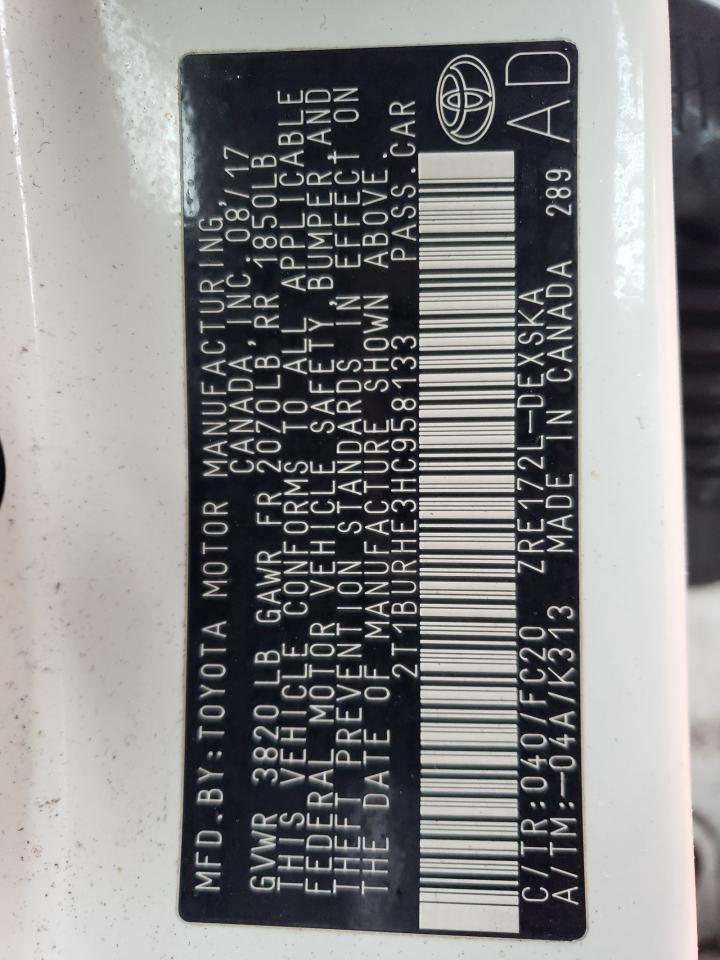 MFD.BY:TOYOTA MOTOR MANUFACTURING,
CANADA,INC.08/17
GVWR 3820LB GAWR FR 2070LB,RR 1850LB
THIS VEHICLE CONFORMS TO ALL APPLICABLE
FEDERAL MOTOR VEHICLE SAFETY,BUMPER,AND
THEFT PREVENTION STANDARDS IN EFFECT ON
THE DATE OF MANUFACTURE SHOWN ABOVE.
2T1BURHE3HC958133 PASS.CAR
C/TR:040/FC20 ZRE172L-DEXSKA AD
A/TM:-04A/K313 MADE IN CANADA 289